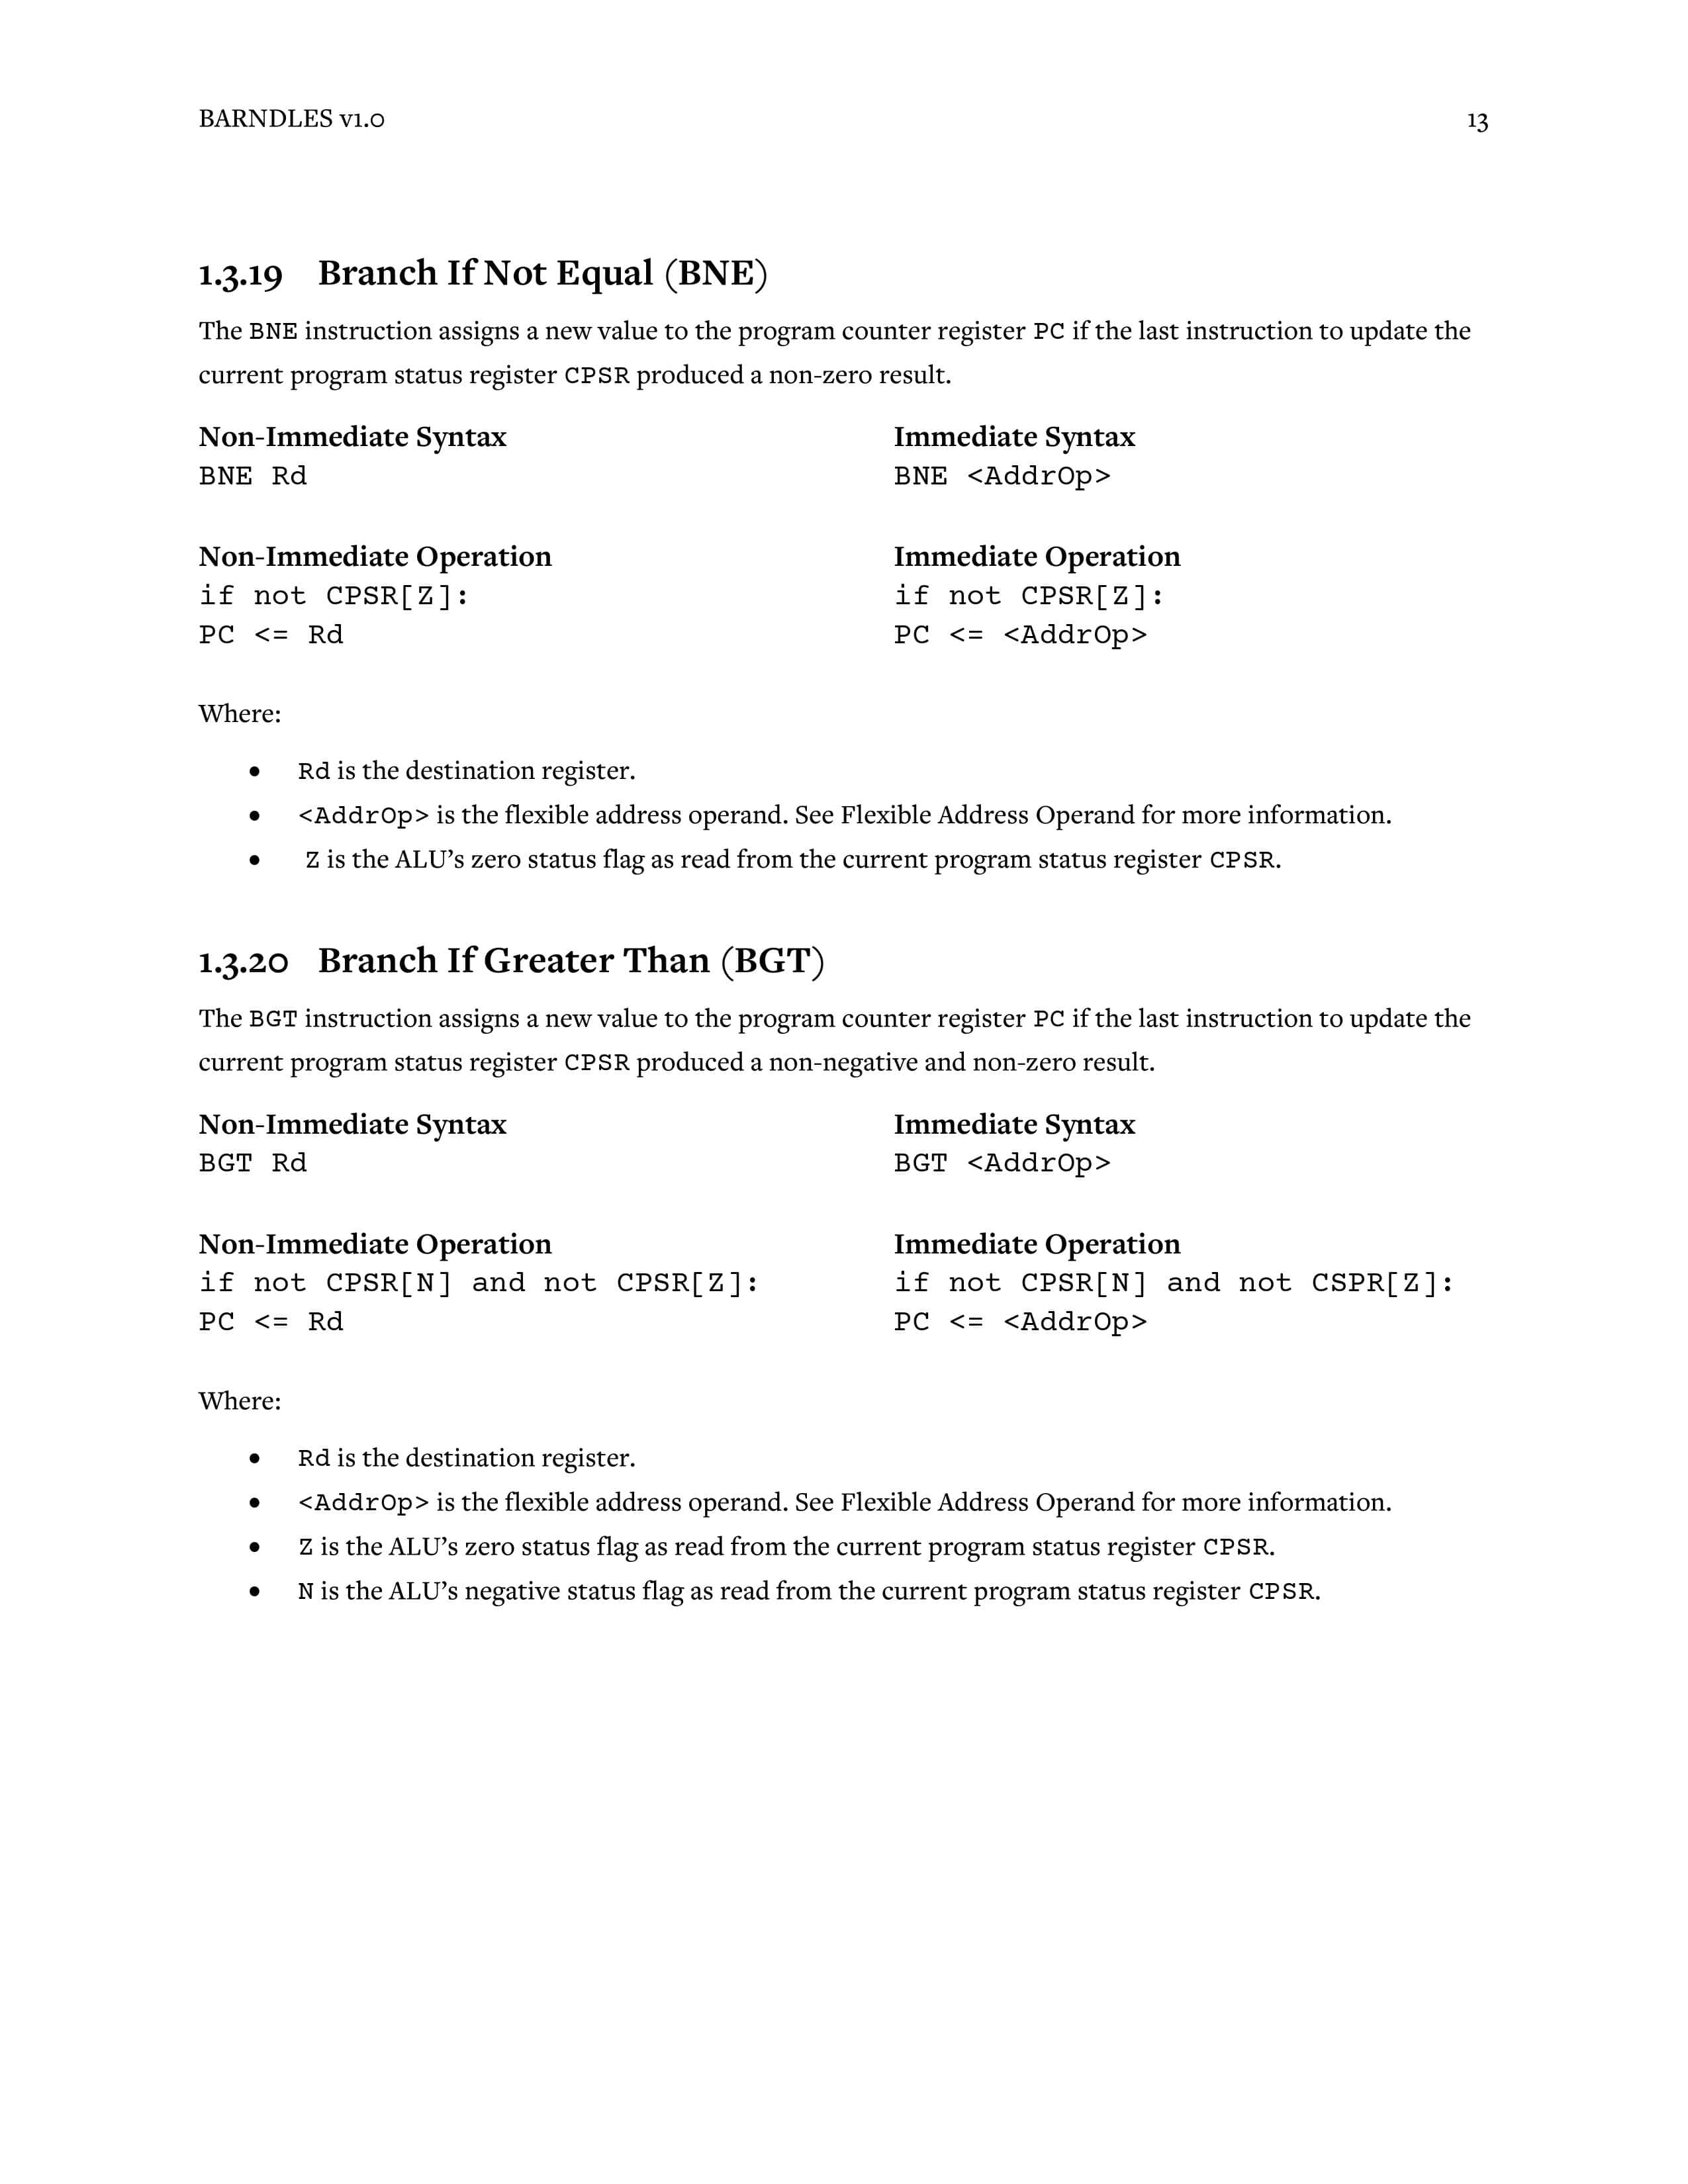 BARNDLES v1.0 13
1.3.19 Branch If Not Equal (BNE)
The BNE instruction assigns a new value to the program counter register PC if the last instruction to update the
current program status register CPSR produced a non-zero result.
Non-Immediate Syntax
BNE Rd
Immediate Syntax
BNE <AddrOp>
Non-Immediate Operation
if not CPSR[Z]:
PC <= Rd
Immediate Operation
if not CPSR[Z]:
PC <= <AddrOp>
Where:
• Rd is the destination register.
• <AddrOp> is the flexible address operand. See Flexible Address Operand for more information.
• Z is the ALU’s zero status flag as read from the current program status register CPSR.
1.3.20 Branch If Greater Than (BGT)
The BGT instruction assigns a new value to the program counter register PC if the last instruction to update the
current program status register CPSR produced a non-negative and non-zero result.
Non-Immediate Syntax
BGT Rd
Immediate Syntax
BGT <AddrOp>
Non-Immediate Operation
if not CPSR[N] and not CPSR[Z]:
PC <= Rd
Immediate Operation
if not CPSR[N] and not CSPR[Z]:
PC <= <AddrOp>
Where:
• Rd is the destination register.
• <AddrOp> is the flexible address operand. See Flexible Address Operand for more information.
• Z is the ALU’s zero status flag as read from the current program status register CPSR.
• N is the ALU’s negative status flag as read from the current program status register CPSR.